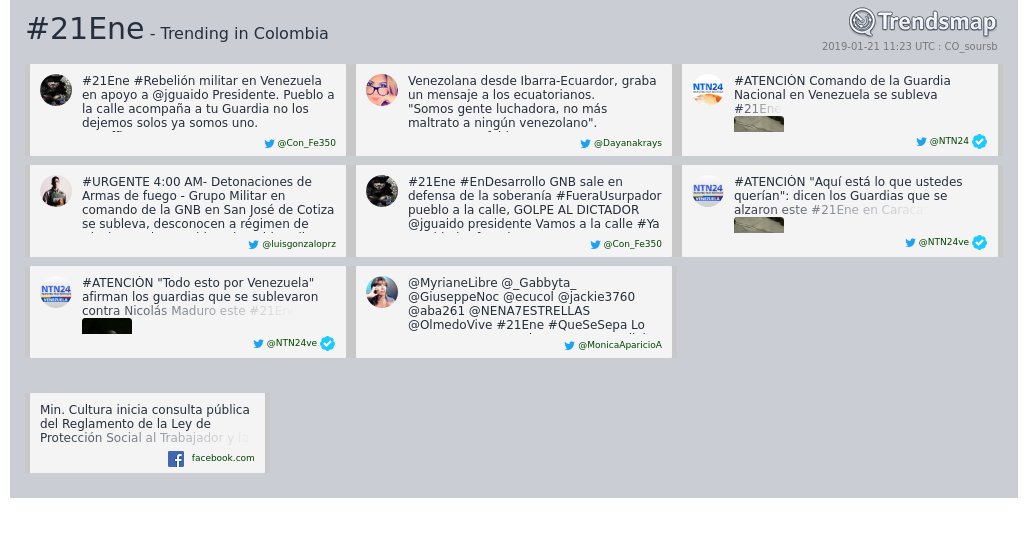 #21Ene - Trending in Colombia
Trendsmap
2019-01-21 11:23 UTC : CO_soursb
#21Ene #Rebelión militar en Venezuela
en apoyo a @jguaido Presidente. Pueblo a
la calle acompaña a tu Guardia no los
dejemos solos ya somos uno.
@Con_Fe350
Venezolana desde Ibarra-Ecuardor, graba
un mensaje a los ecuatorianos.
"Somos gente luchadora, no más
maltrato a ningún venezolano".
@Dayanakrays
NTN24
#ATENCIÓN Comando de la Guardia
Nacional en Venezuela se subleva
#21Ene
@NTN24
#URGENTE 4:00 AM- Detonaciones de
Armas de fuego - Grupo Militar en
comando de la GNB en San José de Cotiza
se subleva, desconocen a régimen de
@luisgonzaloprz
#21Ene #EnDesarrollo GNB sale en
defensa de la soberanía #FueraUsurpador
pueblo a la calle, GOLPE AL DICTADOR
@jguaido presidente Vamos a la calle #Ya
@Con_Fe350
NTN24
VENEZUELA
#ATENCIÓN "Aquí está lo que ustedes
querían": dicen los Guardias que se
alzaron este #21Ene en Caracas
@NTN24ve
NTN24
VENEZUELA
#ATENCIÓN "Todo esto por Venezuela"
afirman los guardias que se sublevaron
contra Nicolás Maduro este #21Ene
@NTN24ve
@MyrianeLibre @_Gabbyta_
@GiuseppeNoc @ecucol @jackie3760
@aba261 @NENA7ESTRELLAS
@OlmedoVive #21Ene #QueSeSepa Lo
@MonicaAparicioA
Min. Cultura inicia consulta pública
del Reglamento de la Ley de
Protección Social al Trabajador y la
facebook.com